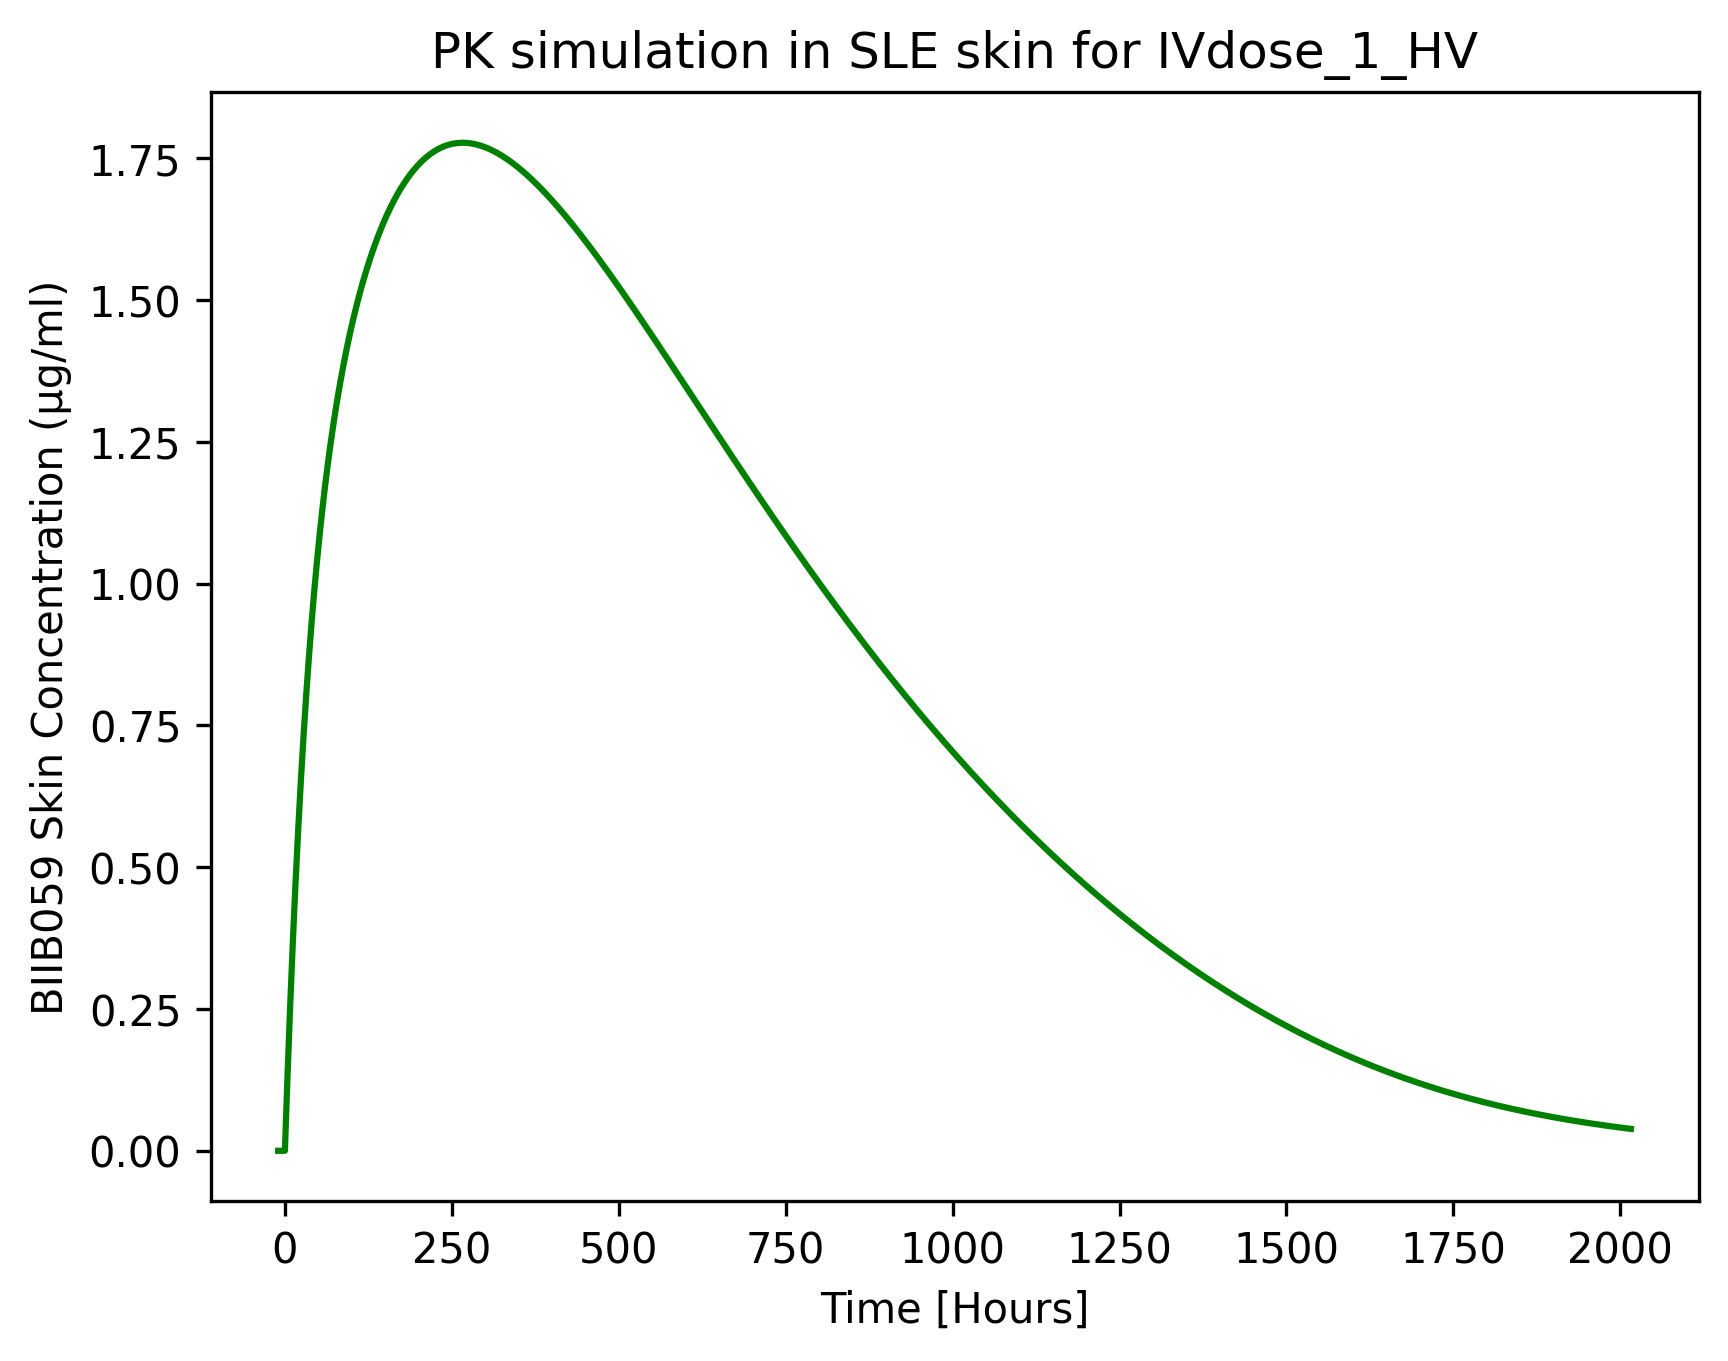 PK simulation in SLE skin for IVdose_1_HV
BIIB059 Skin Concentration (µg/ml)
1.75
1.50
1.25
1.00
0.75
0.50
0.25
0.00
0 250 500 750 1000 1250 1500 1750 2000
Time [Hours]